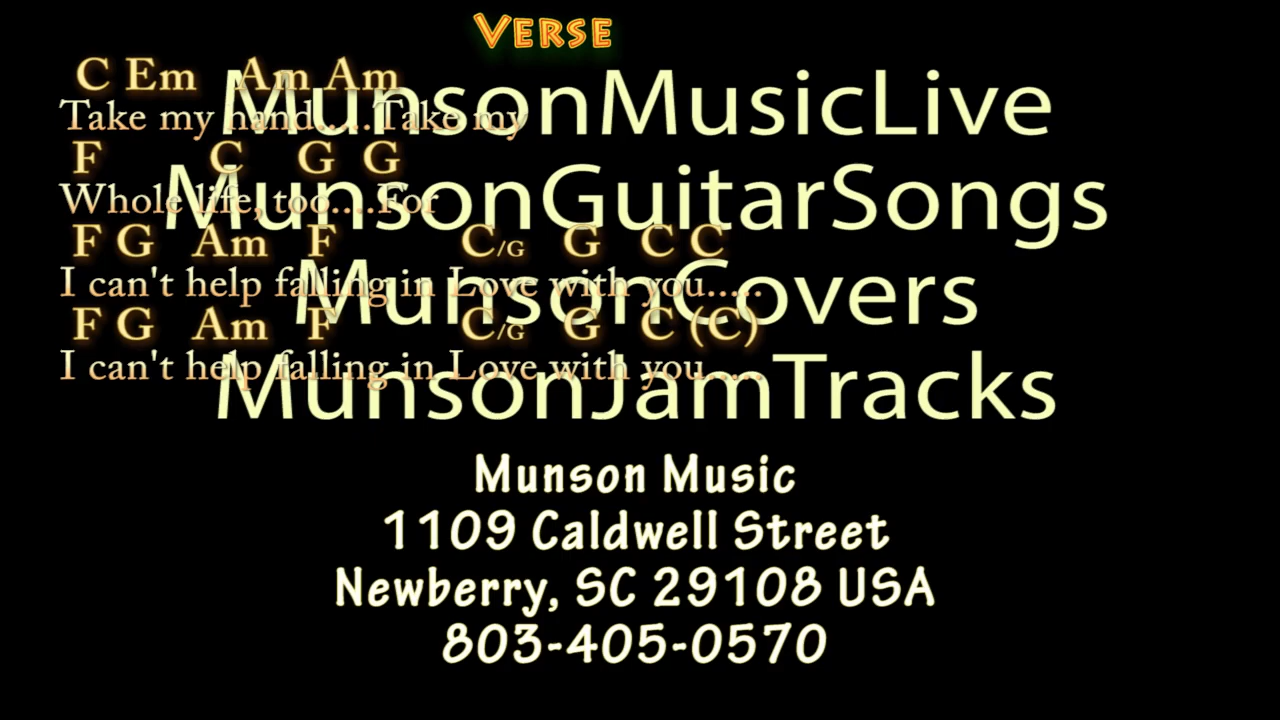 Verse
C Em Am Am
MunsonMusicLive
Take my hand.....Take my
F C G G
MunsonGuitarSongs
Whole life, too....For
F G Am F C/G G C C
MunsonCovers
I can't help falling in Love with you.....
F G Am F C/G G C (C)
MunsonJamTracks
I can't help falling in Love with you.....
Munson Music
1109 Caldwell Street
Newberry, SC 29108 USA
803-405-0570